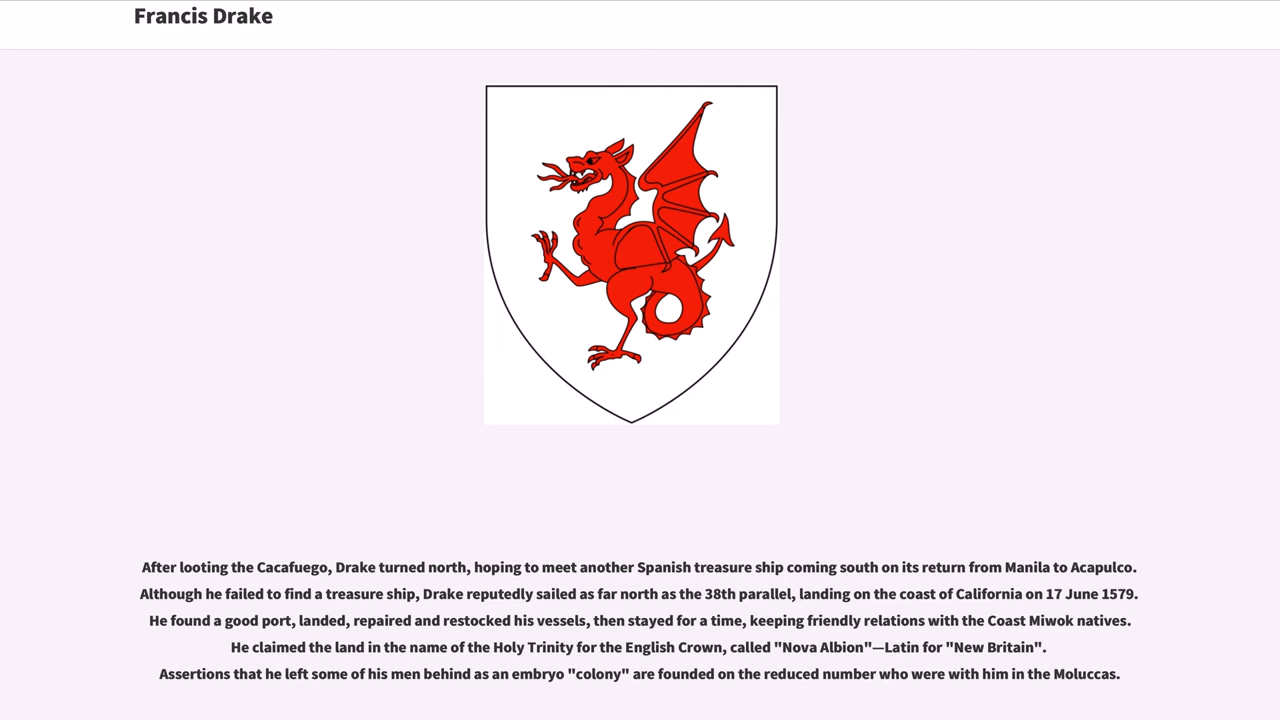 Francis Drake
After looting the Cacafuego, Drake turned north, hoping to meet another Spanish treasure ship coming south on its return from Manila to Acapulco.
Although he failed to find a treasure ship, Drake reputedly sailed as far north as the 38th parallel, landing on the coast of California on 17 June 1579.
He found a good port, landed, repaired and restocked his vessels, then stayed for a time, keeping friendly relations with the Coast Miwok natives.
He claimed the land in the name of the Holy Trinity for the English Crown, called "Nova Albion"—Latin for "New Britain".
Assertions that he left some of his men behind as an embryo "colony" are founded on the reduced number who were with him in the Moluccas.